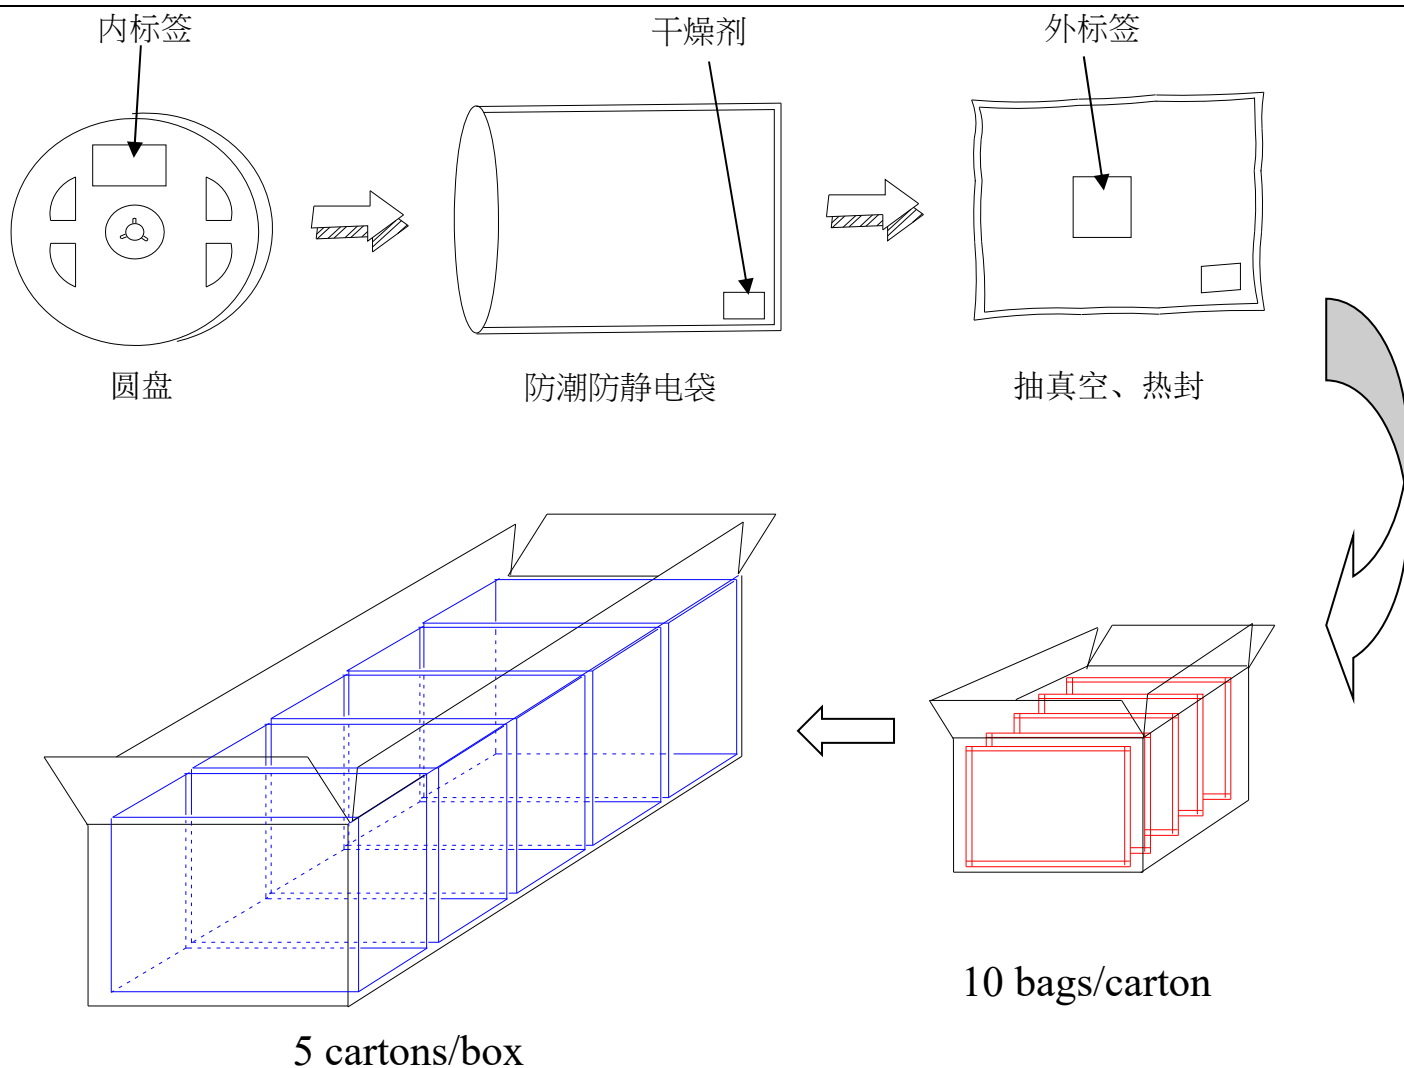 内标签
干燥剂
外标签
圆盘
防潮防静电袋
抽真空、热封
10 bags/carton
5 cartons/box